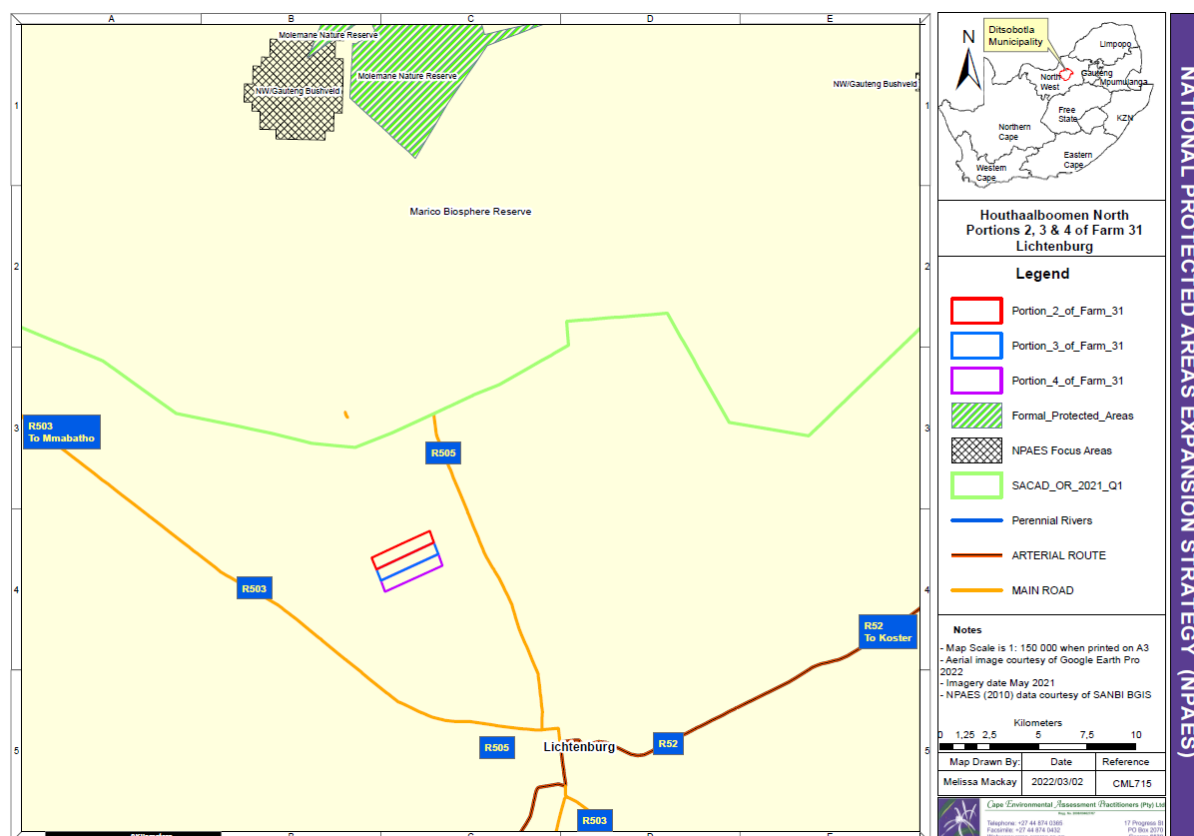 A
B
C
D
E
1
2
3
4
5
1
2
3
4
5
Molemane Nature Reserve
Molemane Nature Reserve
NW/Gauteng Bushveld
NW/Gauteng Bushveld
Marico Biosphere Reserve
R503
To Mmabatho
R505
R503
R52
To Koster
R505
Lichtenburg
R52
R503
N
Ditsobotla
Municipality
Limpopo
North
West
Gauteng
Mpumulanga
Free
State
KZN
Northern
Cape
Eastern
Cape
Western
Cape
Houthaalboomen North
Portions 2, 3 & 4 of Farm 31
Lichtenburg
Legend
Portion_2_of_Farm_31
Portion_3_of_Farm_31
Portion_4_of_Farm_31
Formal_Protected_Areas
NPAES Focus Areas
SACAD_OR_2021_Q1
Perennial Rivers
ARTERIAL ROUTE
MAIN ROAD
Notes
- Map Scale is 1: 150 000 when printed on A3
- Aerial image courtesy of Google Earth Pro
2022
- Imagery date May 2021
- NPAES (2010) data courtesy of SANBI BGIS
Kilometers
0 1,25 2,5 5 7,5 10
Map Drawn By: Date Reference
Melissa Mackay 2022/03/02 CML715
Cape Environmental Assessment Practitioners (Pty) Ltd
Telephone: +27 44 874 0365
17 Progress St
Facsimile: +27 44 874 0432
PO Box 2070
NATIONAL PROTECTED AREAS EXPANSION STRATEGY (NPAES)